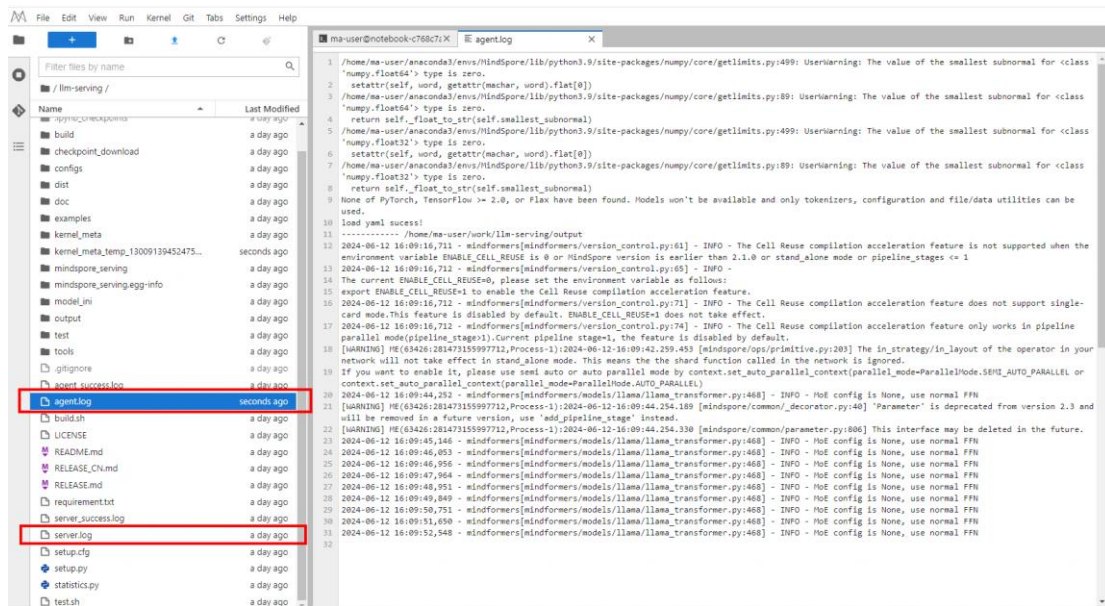 File Edit View Run Kernel Git Tabs Settings Help
+
Filter files by name
/ llm-serving /
Name Last Modified
.ipynb_checkpoints a day ago
build a day ago
checkpoint_download a day ago
configs a day ago
dist a day ago
doc a day ago
examples a day ago
kernel_meta a day ago
kernel_meta_temp_13009139452475... seconds ago
mindspore_serving a day ago
mindspore_serving.egg-info a day ago
model_ini a day ago
output a day ago
test a day ago
tools a day ago
.gitignore a day ago
agent_success.log a day ago
agent.log seconds ago
build.sh a day ago
LICENSE a day ago
README.md a day ago
RELEASE_CN.md a day ago
RELEASE.md a day ago
requirement.txt a day ago
server_success.log a day ago
server.log a day ago
setup.cfg a day ago
setup.py a day ago
statistics.py a day ago
test.sh a day ago
ma-user@notebook-c768c7a × agent.log ×
1 /home/ma-user/anaconda3/envs/MindSpore/lib/python3.9/site-packages/numpy/core/getlimits.py:499: UserWarning: The value of the smallest subnormal for <class
'numpy.float64'> type is zero.
2 setattr(self, word, getattr(machar, word).flat[0])
3 /home/ma-user/anaconda3/envs/MindSpore/lib/python3.9/site-packages/numpy/core/getlimits.py:89: UserWarning: The value of the smallest subnormal for <class
'numpy.float64'> type is zero.
4 return self._float_to_str(self.smallest_subnormal)
5 /home/ma-user/anaconda3/envs/MindSpore/lib/python3.9/site-packages/numpy/core/getlimits.py:499: UserWarning: The value of the smallest subnormal for <class
'numpy.float32'> type is zero.
6 setattr(self, word, getattr(machar, word).flat[0])
7 /home/ma-user/anaconda3/envs/MindSpore/lib/python3.9/site-packages/numpy/core/getlimits.py:89: UserWarning: The value of the smallest subnormal for <class
'numpy.float32'> type is zero.
8 return self._float_to_str(self.smallest_subnormal)
9 None of PyTorch, TensorFlow >= 2.0, or Flax have been found. Models won't be available and only tokenizers, configuration and file/data utilities can be
used.
10 load yaml sucess!
11 ------------ /home/ma-user/work/llm-serving/output
12 2024-06-12 16:09:16,711 - mindformers[mindformers/version_control.py:61] - INFO - The Cell Reuse compilation acceleration feature is not supported when the
environment variable ENABLE_CELL_REUSE is 0 or MindSpore version is earlier than 2.1.0 or stand_alone mode or pipeline_stages <= 1
13 2024-06-12 16:09:16,712 - mindformers[mindformers/version_control.py:65] - INFO -
14 The current ENABLE_CELL_REUSE=0, please set the environment variable as follows:
15 export ENABLE_CELL_REUSE=1 to enable the Cell Reuse compilation acceleration feature.
16 2024-06-12 16:09:16,712 - mindformers[mindformers/version_control.py:71] - INFO - The Cell Reuse compilation acceleration feature does not support single-
card mode.This feature is disabled by default. ENABLE_CELL_REUSE=1 does not take effect.
17 2024-06-12 16:09:16,712 - mindformers[mindformers/version_control.py:74] - INFO - The Cell Reuse compilation acceleration feature only works in pipeline
parallel mode(pipeline_stage>1).Current pipeline stage=1, the feature is disabled by default.
18 [WARNING] ME(63426:281473155997712,Process-1):2024-06-12-16:09:42.259.453 [mindspore/ops/primitive.py:203] The in_strategy/in_layout of the operator in your
network will not take effect in stand_alone mode. This means the the shard function called in the network is ignored.
19 If you want to enable it, please use semi auto or auto parallel mode by context.set_auto_parallel_context(parallel_mode=ParallelMode.SEMI_AUTO_PARALLEL or
context.set_auto_parallel_context(parallel_mode=ParallelMode.AUTO_PARALLEL)
20 2024-06-12 16:09:44,252 - mindformers[mindformers/models/llama/llama_transformer.py:468] - INFO - MoE config is None, use normal FFN
21 [WARNING] ME(63426:281473155997712,Process-1):2024-06-12-16:09:44.254.189 [mindspore/common/_decorator.py:40] 'Parameter' is deprecated from version 2.3 and
will be removed in a future version, use 'add_pipeline_stage' instead.
22 [WARNING] ME(63426:281473155997712,Process-1):2024-06-12-16:09:44.254.330 [mindspore/common/parameter.py:806] This interface may be deleted in the future.
23 2024-06-12 16:09:45,146 - mindformers[mindformers/models/llama/llama_transformer.py:468] - INFO - MoE config is None, use normal FFN
24 2024-06-12 16:09:46,053 - mindformers[mindformers/models/llama/llama_transformer.py:468] - INFO - MoE config is None, use normal FFN
25 2024-06-12 16:09:46,956 - mindformers[mindformers/models/llama/llama_transformer.py:468] - INFO - MoE config is None, use normal FFN
26 2024-06-12 16:09:47,964 - mindformers[mindformers/models/llama/llama_transformer.py:468] - INFO - MoE config is None, use normal FFN
27 2024-06-12 16:09:48,951 - mindformers[mindformers/models/llama/llama_transformer.py:468] - INFO - MoE config is None, use normal FFN
28 2024-06-12 16:09:49,849 - mindformers[mindformers/models/llama/llama_transformer.py:468] - INFO - MoE config is None, use normal FFN
29 2024-06-12 16:09:50,751 - mindformers[mindformers/models/llama/llama_transformer.py:468] - INFO - MoE config is None, use normal FFN
30 2024-06-12 16:09:51,650 - mindformers[mindformers/models/llama/llama_transformer.py:468] - INFO - MoE config is None, use normal FFN
31 2024-06-12 16:09:52,548 - mindformers[mindformers/models/llama/llama_transformer.py:468] - INFO - MoE config is None, use normal FFN
32